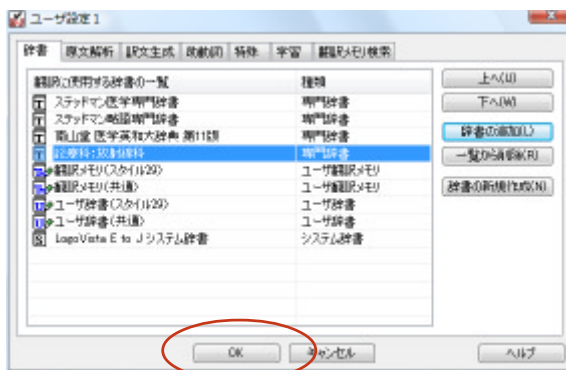 ユーザ設定1
辞書 原文解析 訳文生成 改動詞 特殊 学習 翻訳メモリ検索
翻訳に使用する辞書の一覧 種類
ステッドマン医学専門辞書 専門辞書
ステッドマン略語専門辞書 専門辞書
南山堂 医学英和大辞典 第11版 専門辞書
診療科:放射線科 専門辞書
翻訳メモリ(スタイル29) ユーザ翻訳メモリ
翻訳メモリ(共通) ユーザ翻訳メモリ
ユーザ辞書(スタイル29) ユーザ辞書
ユーザ辞書(共通) ユーザ辞書
LogoVista E to J システム辞書 システム辞書
上へ(U)
下へ(W)
辞書の追加(L)
一覧から削除(R)
辞書の新規作成(N)
OK キャンセル ヘルプ